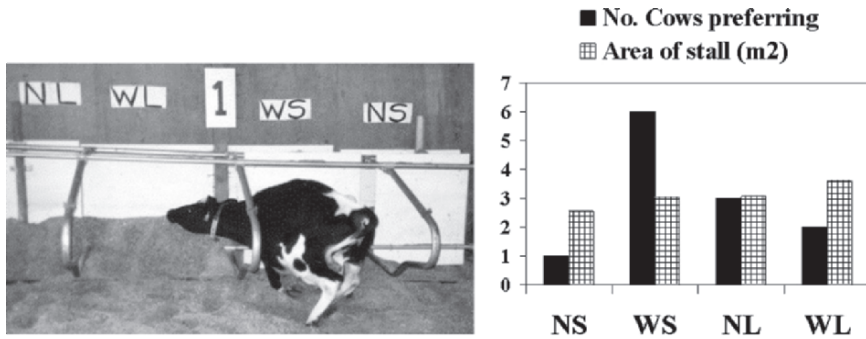 NL WL 1 WS NS
■ No. Cows preferring
▦ Area of stall (m2)
7
6
5
4
3
2
1
0
NS WS NL WL